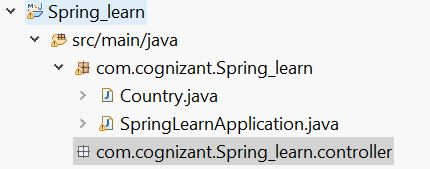 Spring_learn
src/main/java
com.cognizant.Spring_learn
Country.java
SpringLearnApplication.java
com.cognizant.Spring_learn.controller